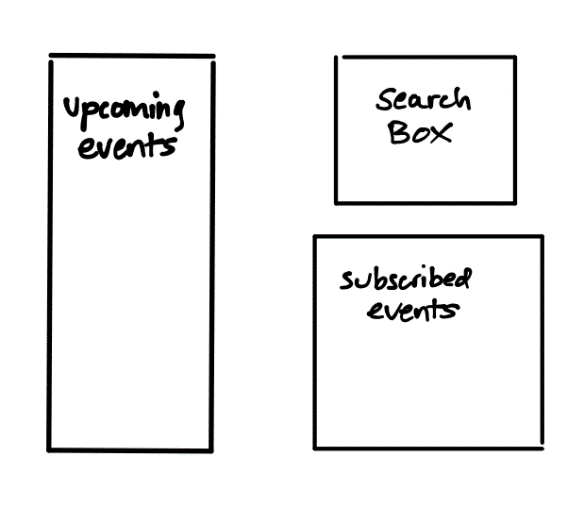 Upcoming
events
Search
Box
Subscribed
events